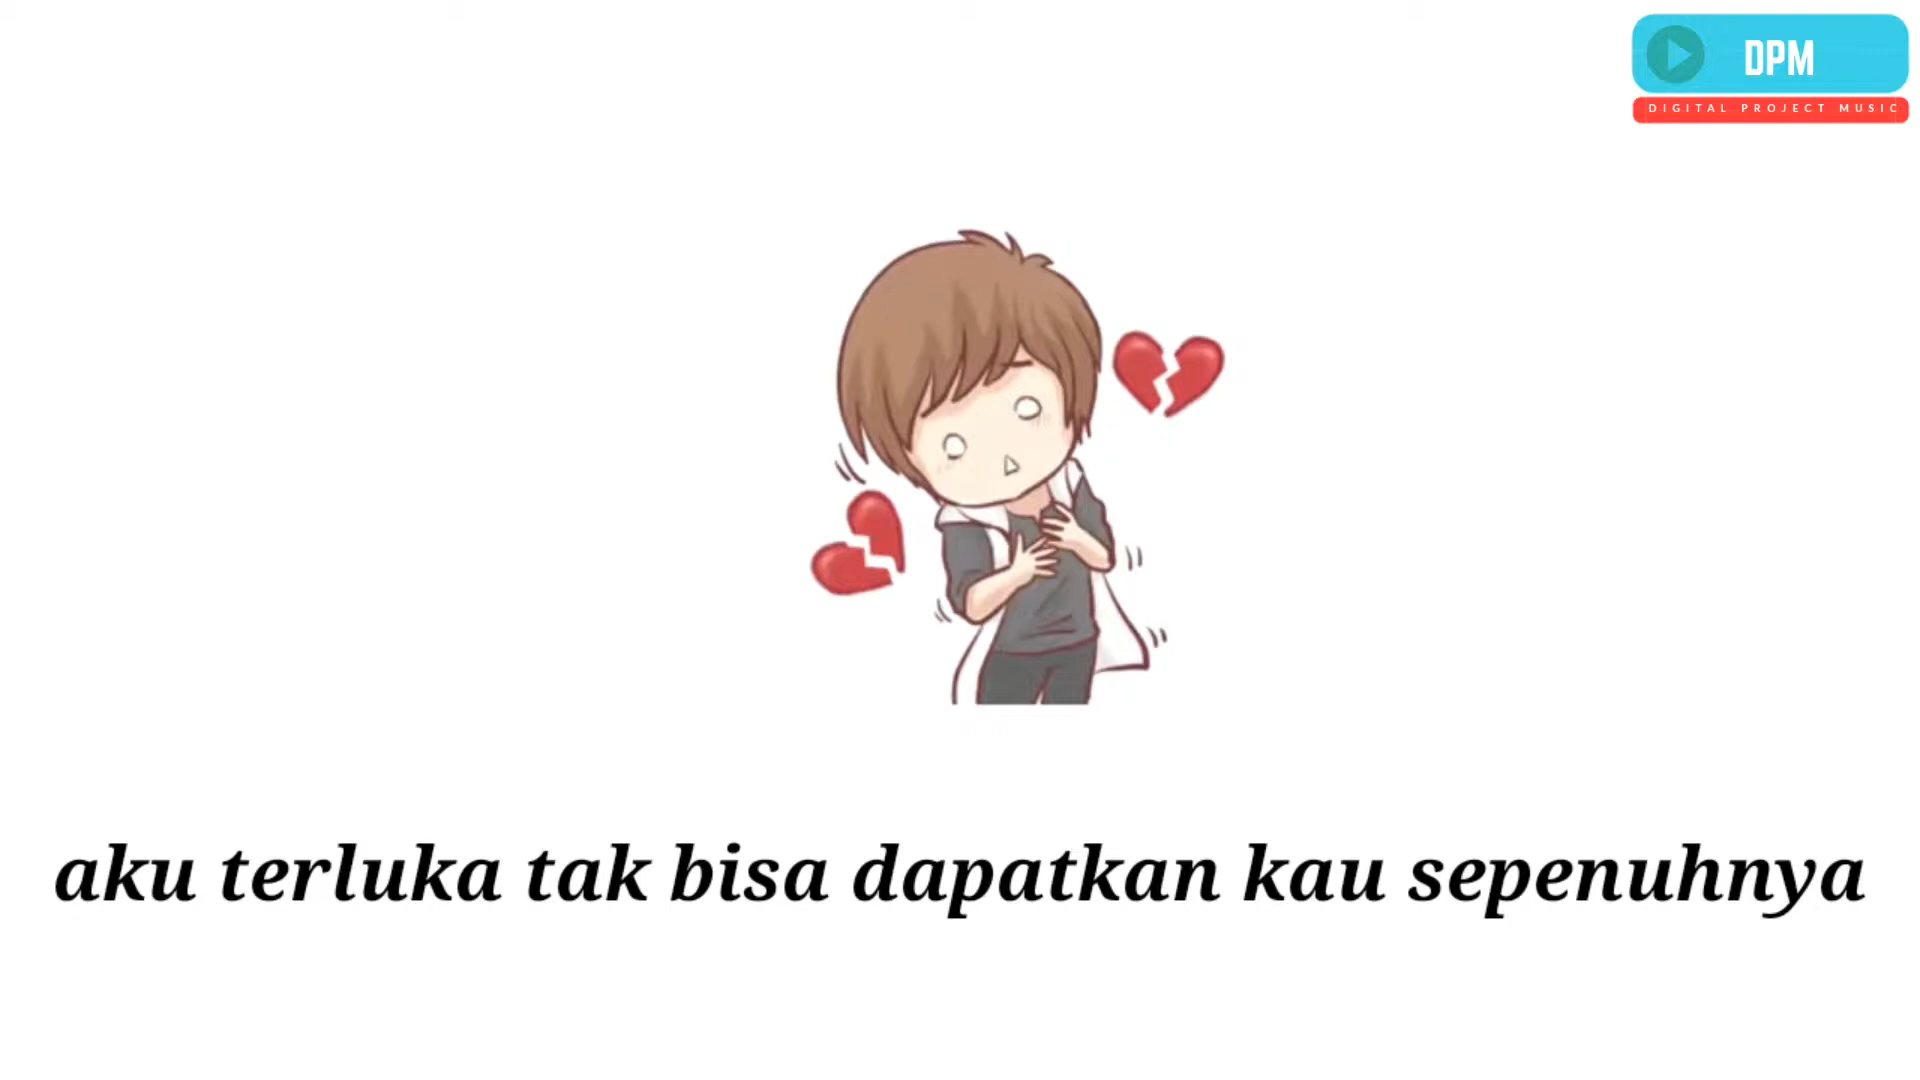 DPM
DIGITAL PROJECT MUSIC
aku terluka tak bisa dapatkan kau sepenuhnya